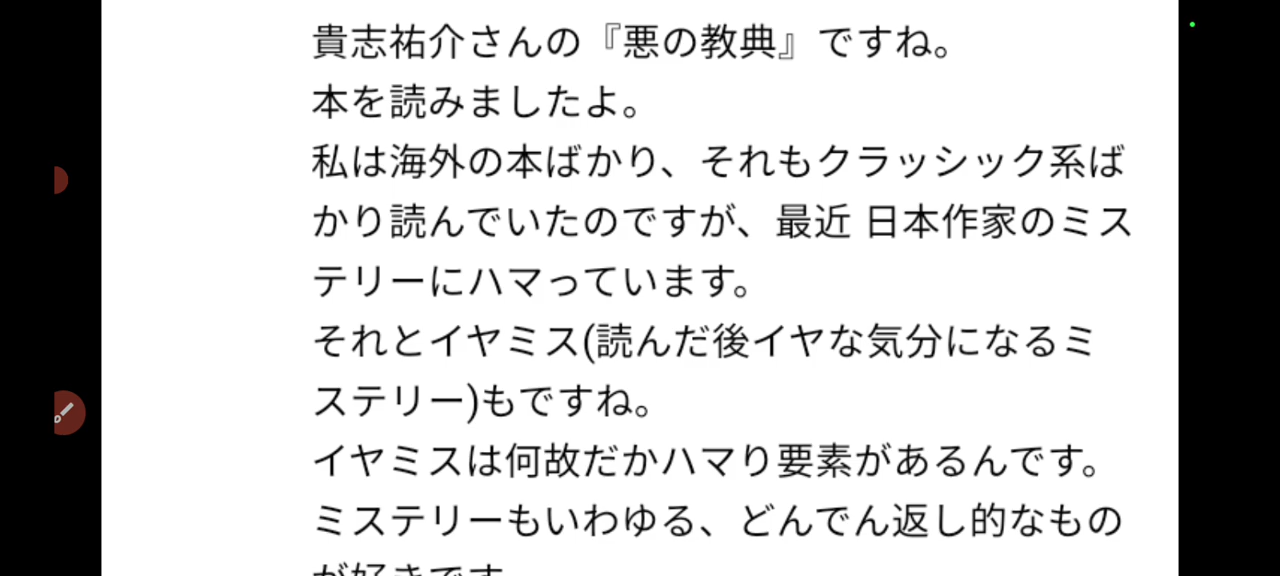 貴志祐介さんの『悪の教典』ですね。
本を読みましたよ。
私は海外の本ばかり、それもクラッシック系ば
かり読んでいたのですが、最近 日本作家のミス
テリーにハマっています。
それとイヤミス(読んだ後イヤな気分になるミ
ステリー)もですね。
イヤミスは何故だかハマり要素があるんです。
ミステリーもいわゆる、どんでん返し的なもの
が好きです